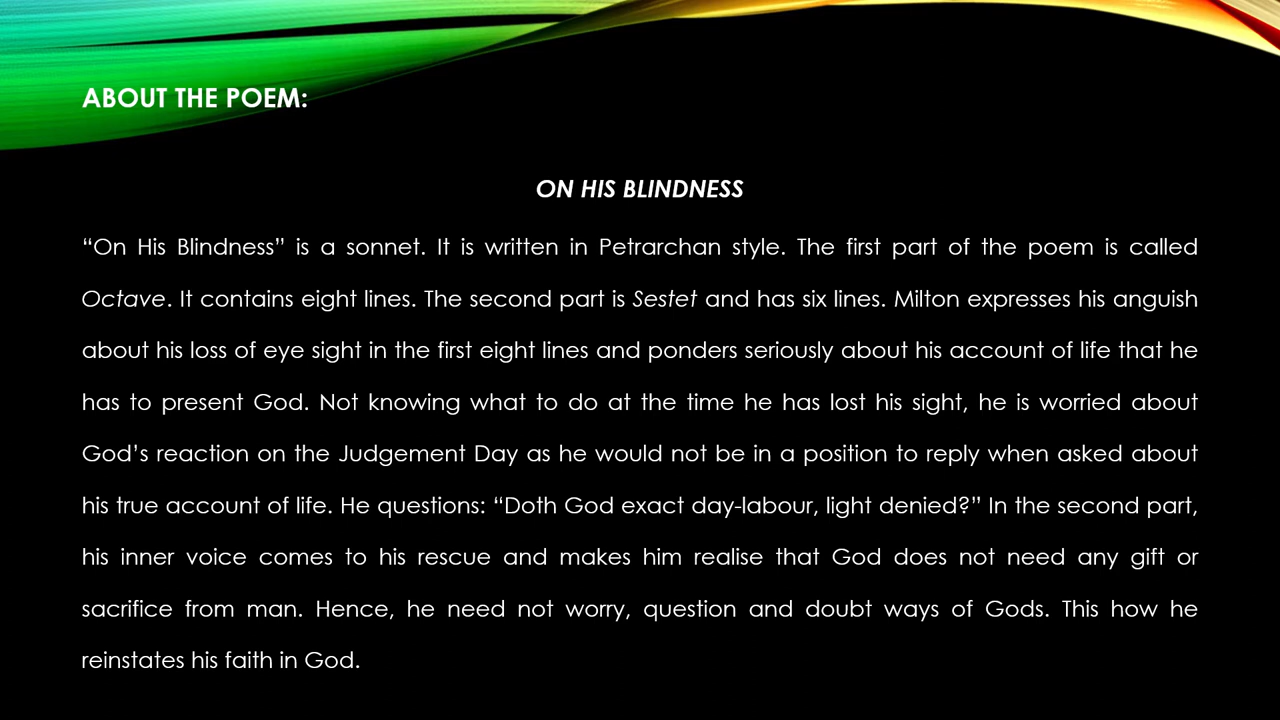 ABOUT THE POEM:
ON HIS BLINDNESS
“On His Blindness” is a sonnet. It is written in Petrarchan style. The first part of the poem is called
Octave. It contains eight lines. The second part is Sestet and has six lines. Milton expresses his anguish
about his loss of eye sight in the first eight lines and ponders seriously about his account of life that he
has to present God. Not knowing what to do at the time he has lost his sight, he is worried about
God’s reaction on the Judgement Day as he would not be in a position to reply when asked about
his true account of life. He questions: “Doth God exact day-labour, light denied?” In the second part,
his inner voice comes to his rescue and makes him realise that God does not need any gift or
sacrifice from man. Hence, he need not worry, question and doubt ways of Gods. This how he
reinstates his faith in God.